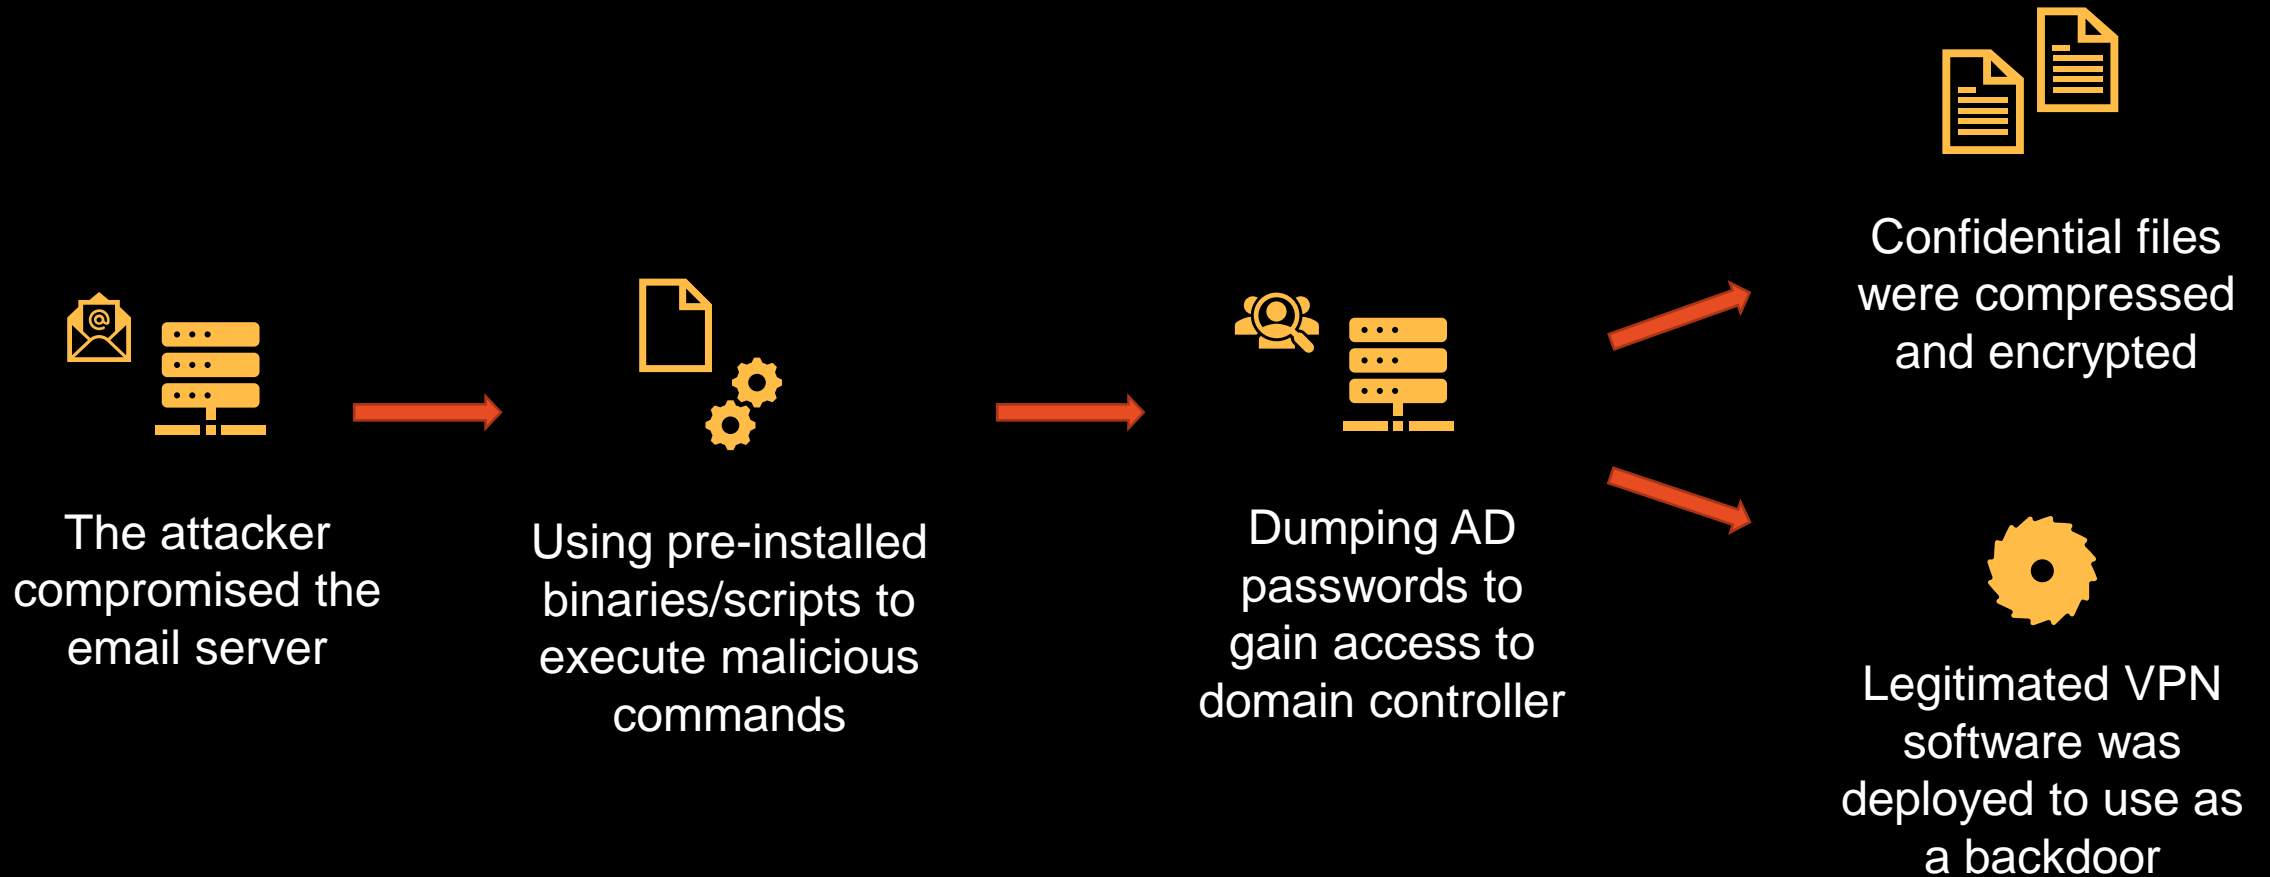 The attacker
compromised the
email server
Using pre-installed
binaries/scripts to
execute malicious
commands
Dumping AD
passwords to
gain access to
domain controller
Confidential files
were compressed
and encrypted
Legitimated VPN
software was
deployed to use as
a backdoor